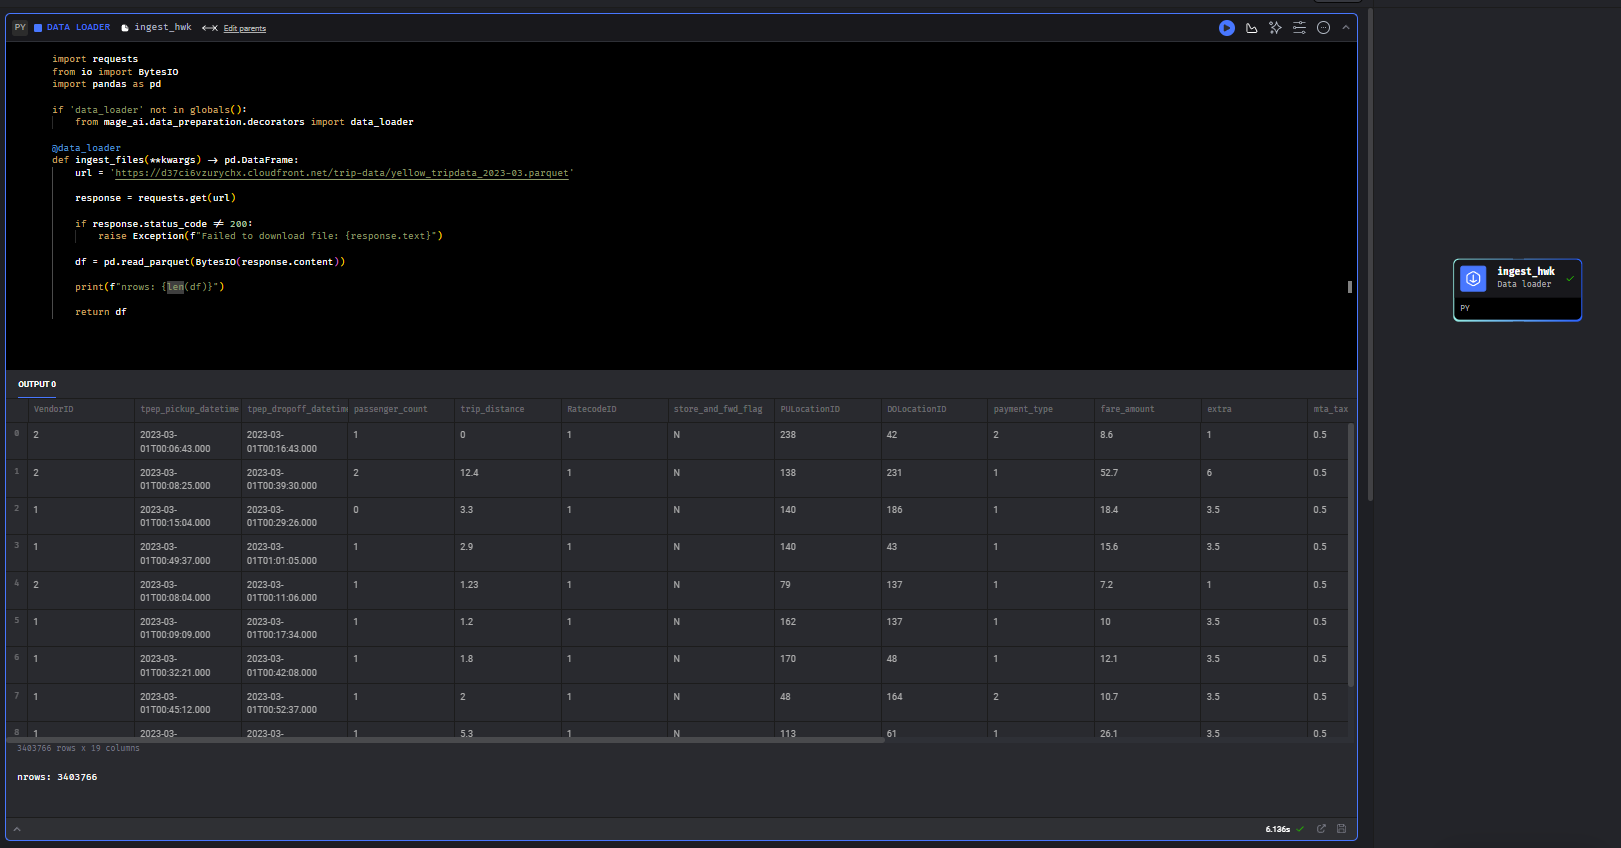 PY DATA LOADER ingest_hwk Edit parents
import requests
from io import BytesIO
import pandas as pd
if 'data_loader' not in globals():
from mage_ai.data_preparation.decorators import data_loader
@data_loader
def ingest_files(**kwargs) -> pd.DataFrame:
url = 'https://d37ci6vzurychx.cloudfront.net/trip-data/yellow_tripdata_2023-03.parquet'
response = requests.get(url)
if response.status_code != 200:
raise Exception(f"Failed to download file: {response.text}")
df = pd.read_parquet(BytesIO(response.content))
print(f"nrows: {len(df)}")
return df
OUTPUT 0
VendorID tpep_pickup_datetime tpep_dropoff_datetime passenger_count trip_distance RatecodeID store_and_fwd_flag PULocationID DOLocationID payment_type fare_amount extra mta_tax
0 2 2023-03-01T00:06:43.000 2023-03-01T00:16:43.000 1 0 1 N 238 42 2 8.6 1 0.5
1 2 2023-03-01T00:08:25.000 2023-03-01T00:39:30.000 2 12.4 1 N 138 231 1 52.7 6 0.5
2 1 2023-03-01T00:15:04.000 2023-03-01T00:29:26.000 0 3.3 1 N 140 186 1 18.4 3.5 0.5
3 1 2023-03-01T00:49:37.000 2023-03-01T01:01:05.000 1 2.9 1 N 140 43 1 15.6 3.5 0.5
4 2 2023-03-01T00:08:04.000 2023-03-01T00:11:06.000 1 1.23 1 N 79 137 1 7.2 1 0.5
5 1 2023-03-01T00:09:09.000 2023-03-01T00:17:34.000 1 1.2 1 N 162 137 1 10 3.5 0.5
6 1 2023-03-01T00:32:21.000 2023-03-01T00:42:08.000 1 1.8 1 N 170 48 1 12.1 3.5 0.5
7 1 2023-03-01T00:45:12.000 2023-03-01T00:52:37.000 1 2 1 N 48 164 2 10.7 3.5 0.5
8 1 2023-03- 2023-03- 1 5.3 1 N 113 61 1 26.1 3.5 0.5
3403766 rows x 19 columns
nrows: 3403766
6.136s
ingest_hwk
Data loader
PY